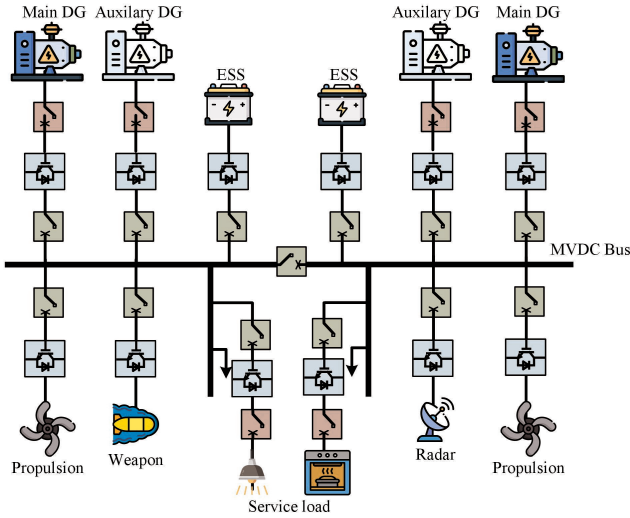 Main DG
Auxilary DG
Auxilary DG
Main DG
ESS
ESS
MVDC Bus
Propulsion
Weapon
Radar
Propulsion
Service load